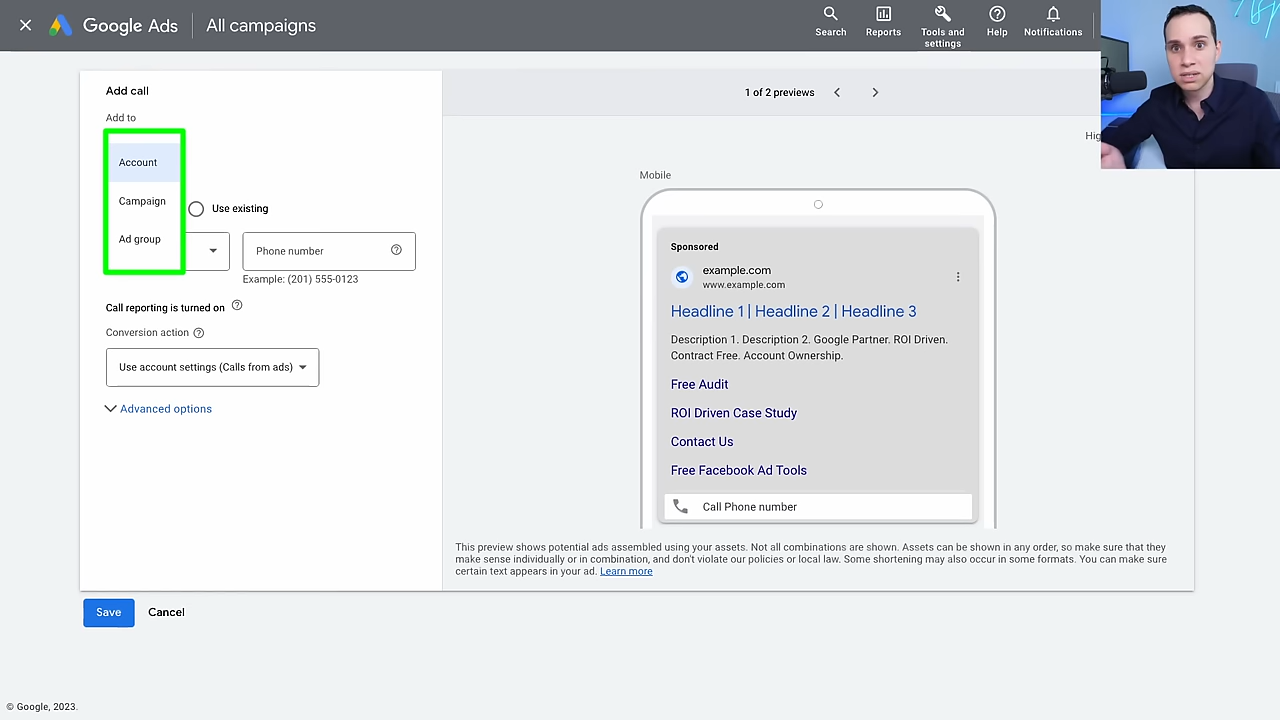 Google Ads
All campaigns
Search
Reports
Tools and
settings
Help
Notifications
Add call
Add to
Account
Campaign
Ad group
Use existing
Phone number
Example: (201) 555-0123
Call reporting is turned on
Conversion action
Use account settings (Calls from ads)
Advanced options
1 of 2 previews
Mobile
Sponsored
example.com
www.example.com
Headline 1 | Headline 2 | Headline 3
Description 1. Description 2. Google Partner. ROI Driven.
Contract Free. Account Ownership.
Free Audit
ROI Driven Case Study
Contact Us
Free Facebook Ad Tools
Call Phone number
This preview shows potential ads assembled using your assets. Not all combinations are shown. Assets can be shown in any order, so make sure that they
make sense individually or in combination, and don't violate our policies or local law. Some shortening may also occur in some formats. You can make sure
certain text appears in your ad. Learn more
Save
Cancel
© Google, 2023.